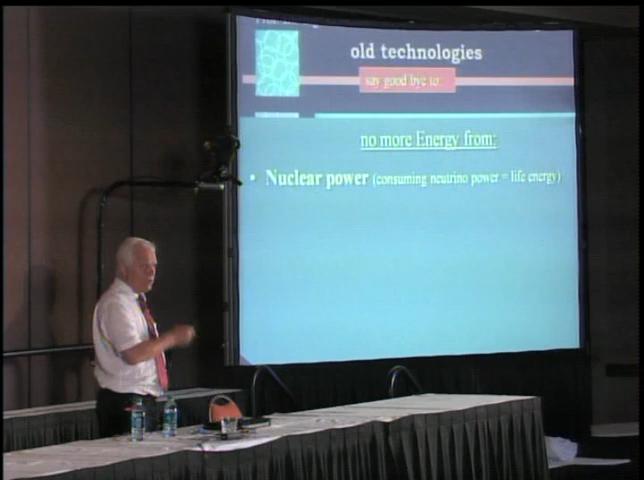 old technologies
say good bye to:
no more Energy from:
• Nuclear power (consuming neutrino power = life energy)